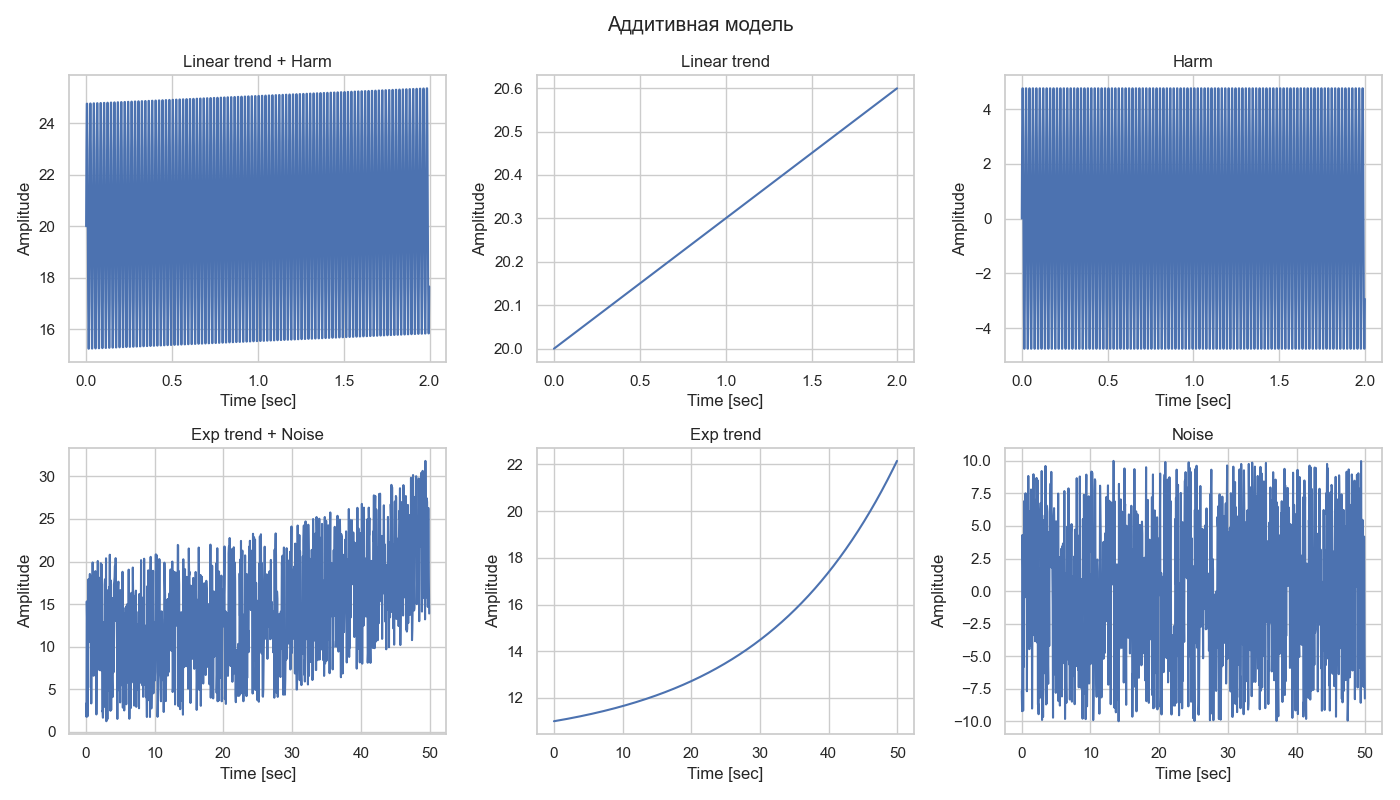 Аддитивная модель
Linear trend + Harm
24
22
20
18
16
Amplitude
0.0 0.5 1.0 1.5 2.0
Time [sec]
Linear trend
20.6
20.5
20.4
20.3
20.2
20.1
20.0
Amplitude
0.0 0.5 1.0 1.5 2.0
Time [sec]
Harm
4
2
0
−2
−4
Amplitude
0.0 0.5 1.0 1.5 2.0
Time [sec]
Exp trend + Noise
30
25
20
15
10
5
0
Amplitude
0 10 20 30 40 50
Time [sec]
Exp trend
22
20
18
16
14
12
Amplitude
0 10 20 30 40 50
Time [sec]
Noise
10.0
7.5
5.0
2.5
0.0
−2.5
−5.0
−7.5
−10.0
Amplitude
0 10 20 30 40 50
Time [sec]